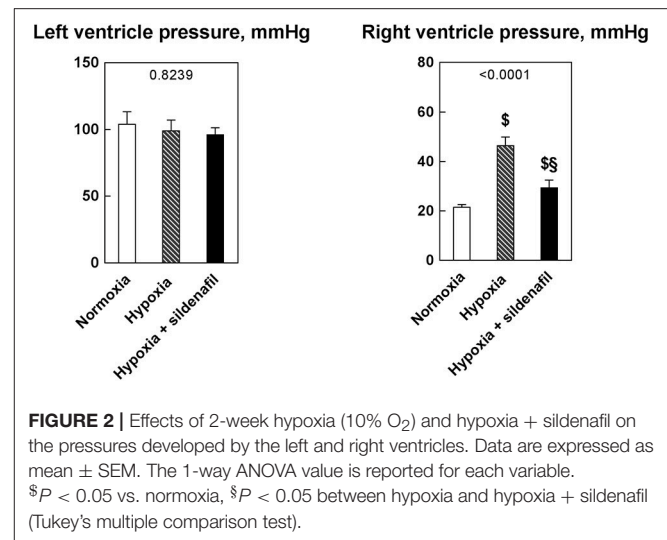 Left ventricle pressure, mmHg
150
100
50
0
0.8239
Normoxia
Hypoxia
Hypoxia + sildenafil
Right ventricle pressure, mmHg
80
60
40
20
0
<0.0001
$
$§
Normoxia
Hypoxia
Hypoxia + sildenafil
FIGURE 2 | Effects of 2-week hypoxia (10% O₂) and hypoxia + sildenafil on
the pressures developed by the left and right ventricles. Data are expressed as
mean ± SEM. The 1-way ANOVA value is reported for each variable.
$P < 0.05 vs. normoxia, §P < 0.05 between hypoxia and hypoxia + sildenafil
(Tukey's multiple comparison test).